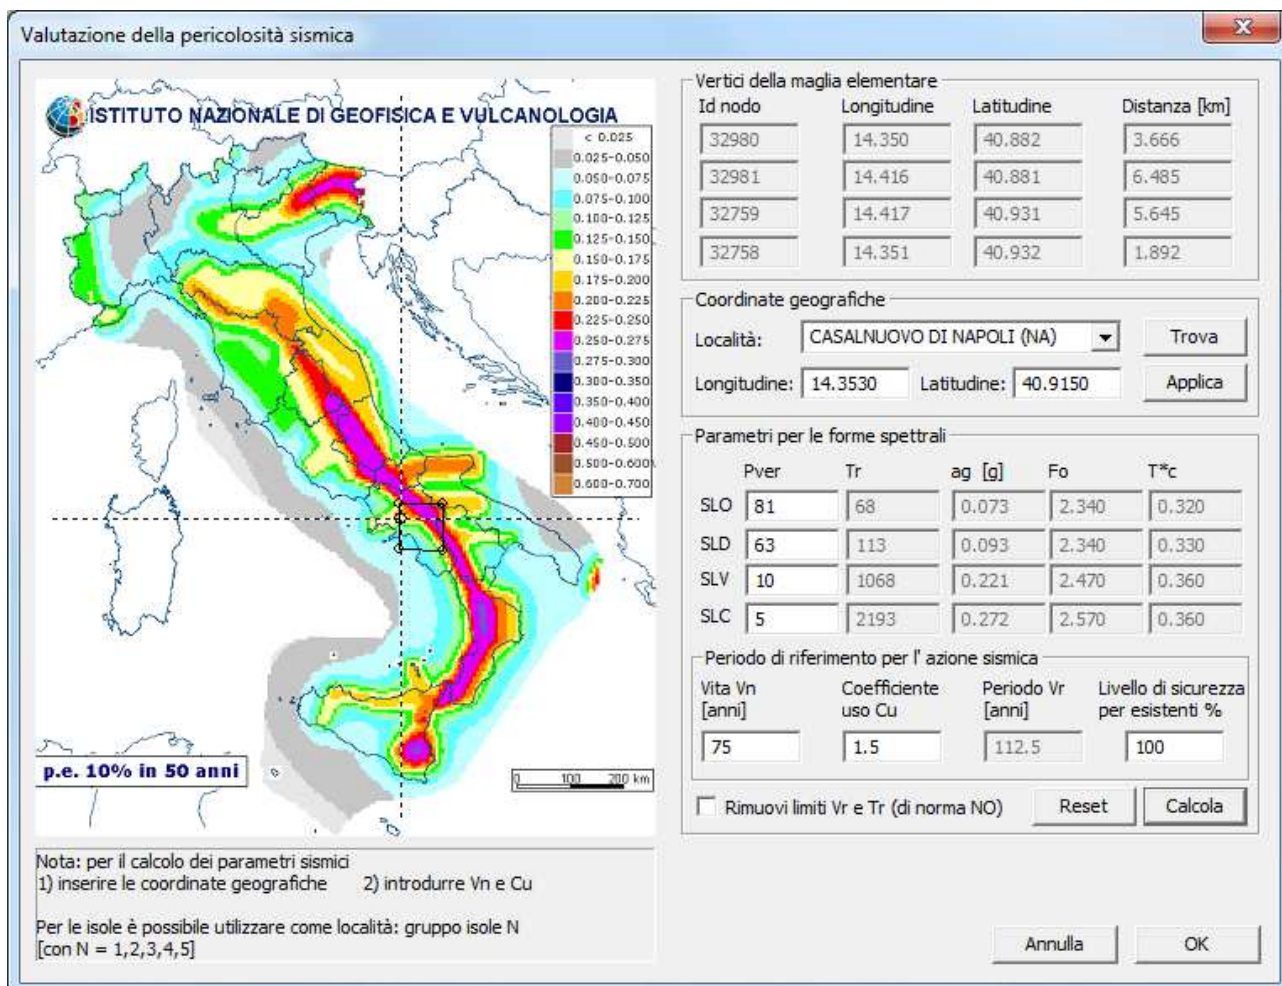 Valutazione della pericolosità sismica
ISTITUTO NAZIONALE DI GEOFISICA E VULCANOLOGIA
< 0.025
0.025-0.050
0.050-0.075
0.075-0.100
0.100-0.125
0.125-0.150
0.150-0.175
0.175-0.200
0.200-0.225
0.225-0.250
0.250-0.275
0.275-0.300
0.300-0.350
0.350-0.400
0.400-0.450
0.450-0.500
0.500-0.600
0.600-0.700
p.e. 10% in 50 anni
0 100 200 km
Nota: per il calcolo dei parametri sismici
1) inserire le coordinate geografiche 2) introdurre Vn e Cu
Per le isole è possibile utilizzare come località: gruppo isole N
[con N = 1,2,3,4,5]
Vertici della maglia elementare
Id nodo Longitudine Latitudine Distanza [km]
32980 14.350 40.882 3.666
32981 14.416 40.881 6.485
32759 14.417 40.931 5.645
32758 14.351 40.932 1.892
Coordinate geografiche
Località: CASALNUOVO DI NAPOLI (NA) Trova
Longitudine: 14.3530 Latitudine: 40.9150 Applica
Parametri per le forme spettrali
Pver Tr ag [g] Fo T*c
SLO 81 68 0.073 2.340 0.320
SLD 63 113 0.093 2.340 0.330
SLV 10 1068 0.221 2.470 0.360
SLC 5 2193 0.272 2.570 0.360
Periodo di riferimento per l' azione sismica
Vita Vn Coefficiente Periodo Vr Livello di sicurezza
[anni] uso Cu [anni] per esistenti %
75 1.5 112.5 100
Rimuovi limiti Vr e Tr (di norma NO) Reset Calcola
Annulla OK